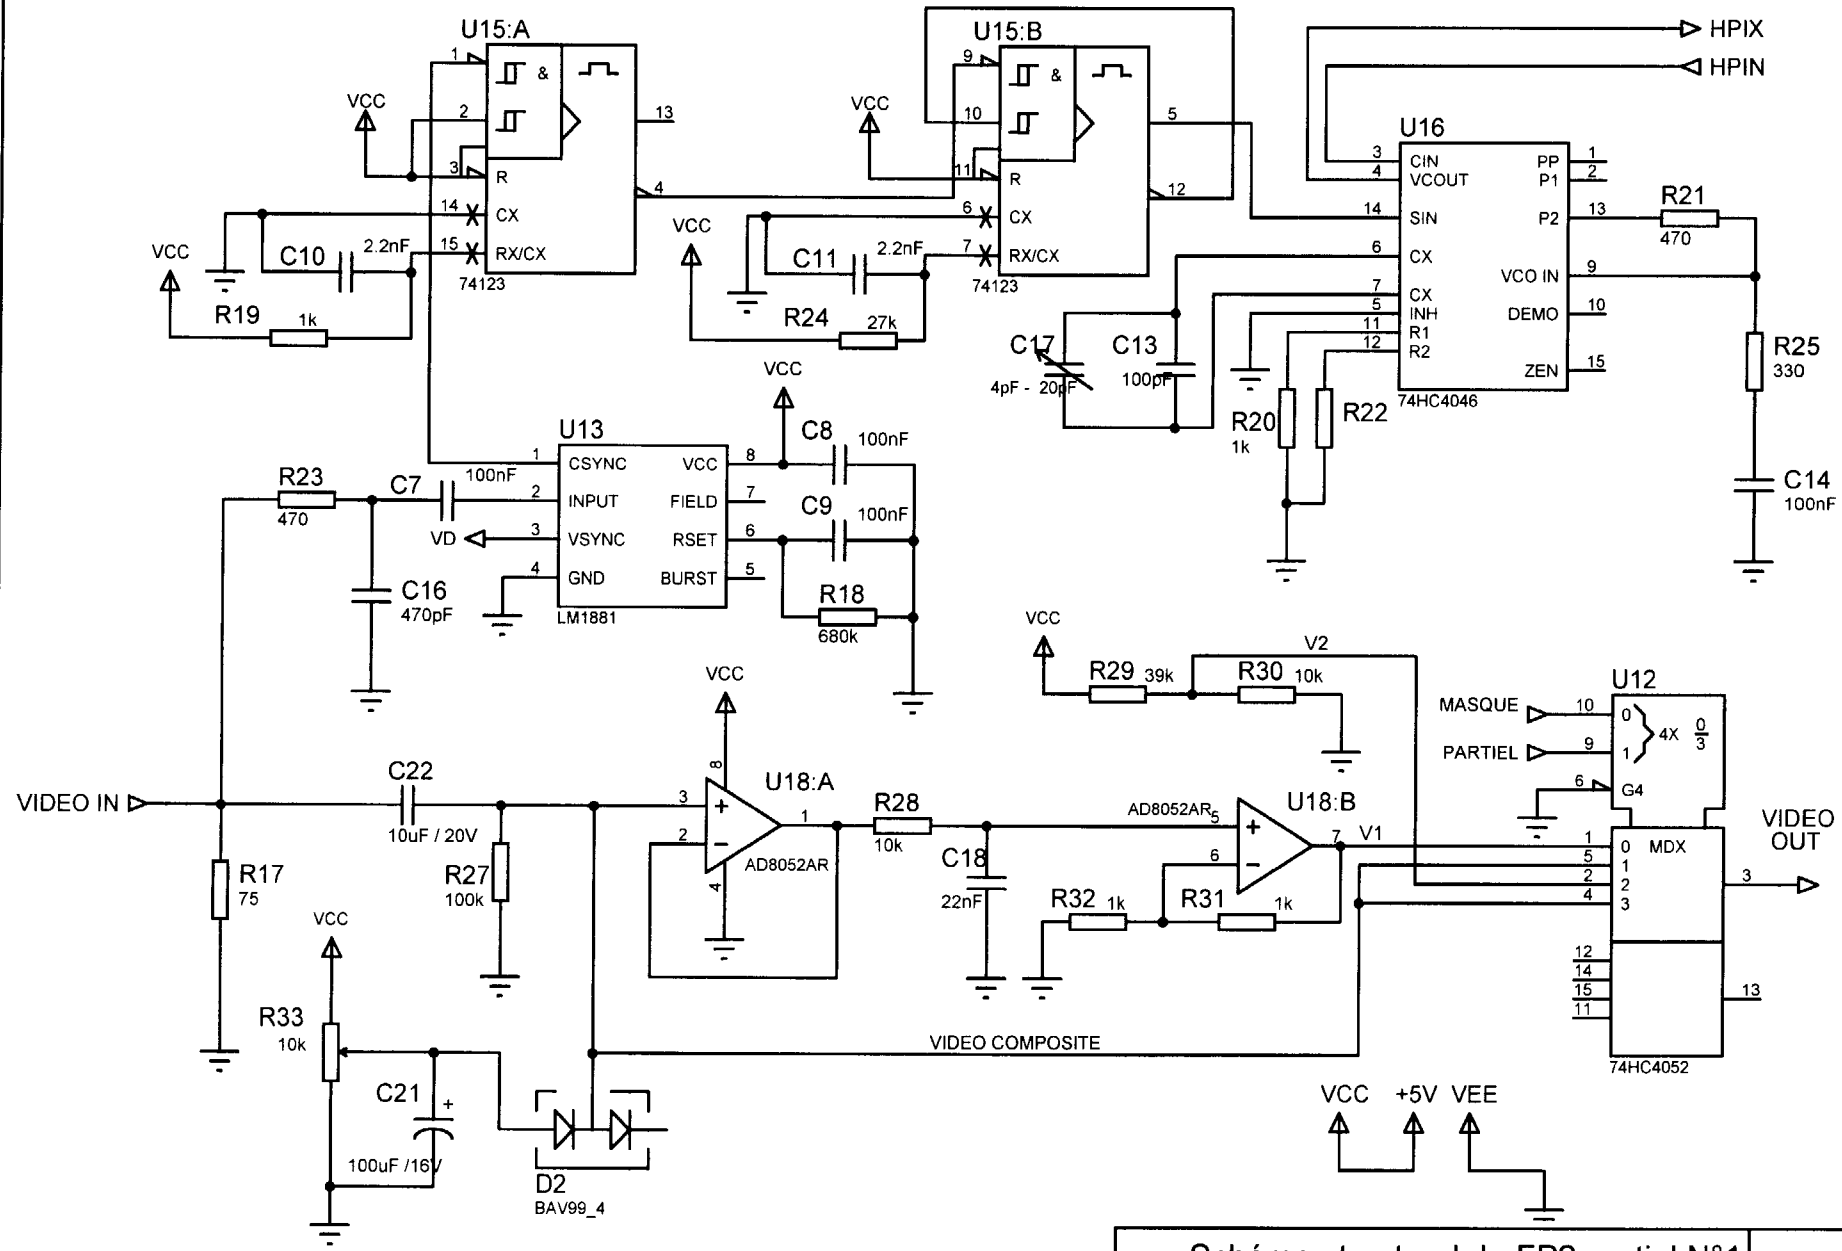 U15:A
1
&
VCC
2
13
3
R
4
14
CX
VCC
C10
2.2nF
15
RX/CX
74123
R19
1k
U15:B
9
&
VCC
10
5
11
R
12
6
CX
VCC
C11
2.2nF
7
RX/CX
74123
R24
27k
HPIX
HPIN
U16
3
CIN
PP
1
4
VCOUT
P1
2
14
SIN
P2
13
R21
470
6
CX
VCO IN
9
7
CX
5
INH
DEMO
10
11
R1
12
R2
ZEN
15
74HC4046
C17
4pF - 20pF
C13
100pF
R20
1k
R22
R25
330
C14
100nF
VCC
U13
C8
100nF
1
CSYNC
VCC
8
R23
470
C7
100nF
2
INPUT
FIELD
7
C9
100nF
VD
3
VSYNC
RSET
6
4
GND
BURST
5
LM1881
C16
470pF
R18
680k
VCC
R29
39k
V2
R30
10k
U12
MASQUE
10
0
4X
0
3
PARTIEL
9
1
6
G4
VIDEO IN
C22
10uF / 20V
VCC
8
U18:A
3
+
1
2
-
4
AD8052AR
R28
10k
C18
22nF
AD8052AR
5
+
U18:B
7
V1
6
-
R32
1k
R31
1k
1
0
MDX
5
1
2
2
4
3
3
VIDEO
OUT
12
14
15
11
13
74HC4052
R17
75
R27
100k
VCC
R33
10k
C21
+
100uF /16V
VIDEO COMPOSITE
D2
BAV99_4
VCC
+5V
VEE